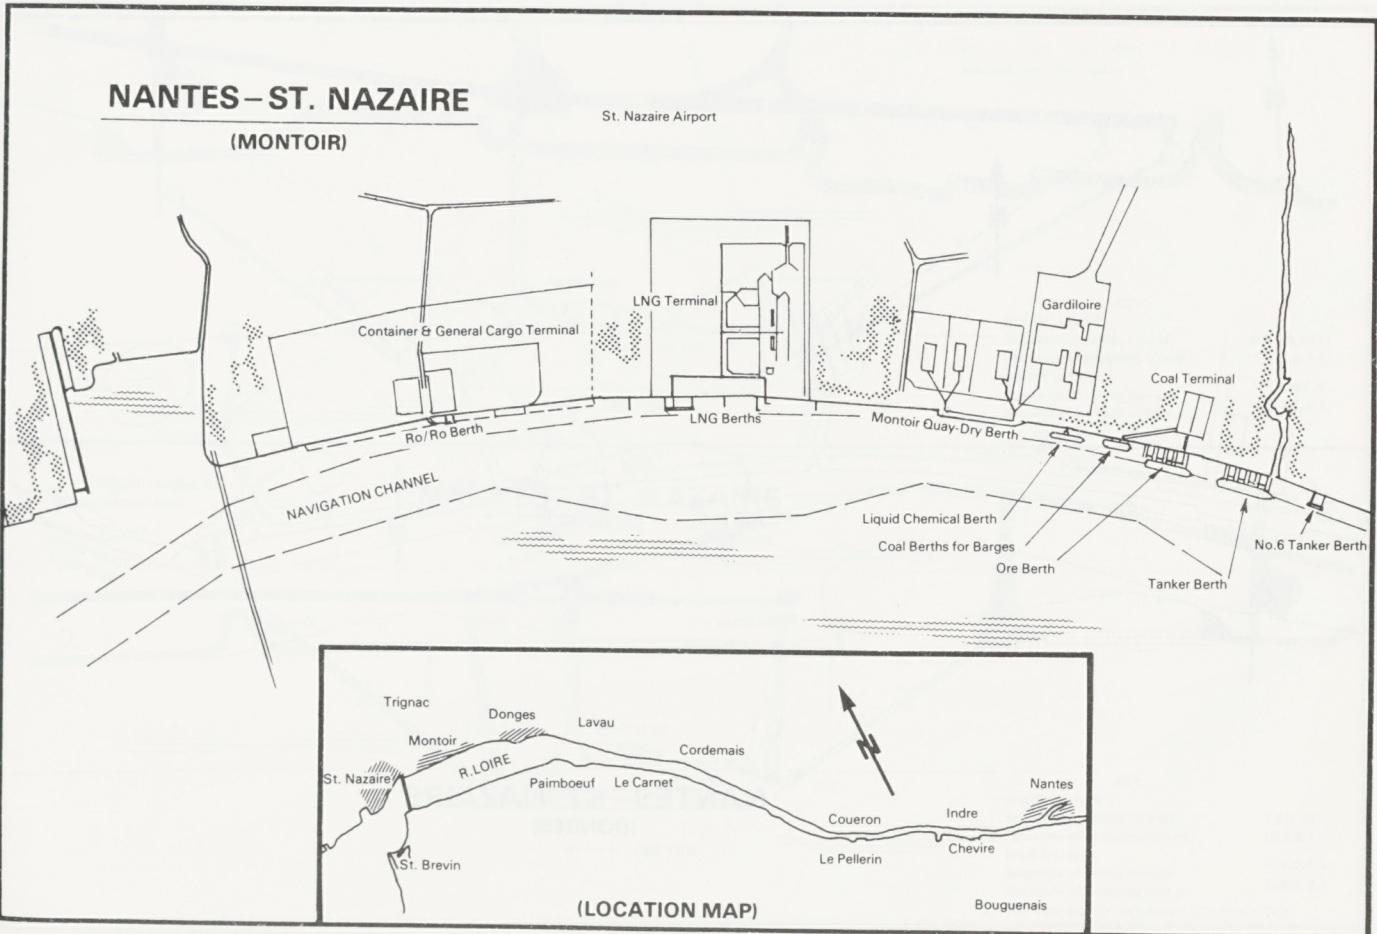 NANTES – ST. NAZAIRE
(MONTOIR)
St. Nazaire Airport
LNG Terminal
Gardiloire
Container & General Cargo Terminal
Coal Terminal
Ro/Ro Berth
LNG Berths
Montoir Quay-Dry Berth
NAVIGATION CHANNEL
Liquid Chemical Berth
Coal Berths for Barges
Ore Berth
Tanker Berth
No.6 Tanker Berth
Trignac
Donges
Lavau
Montoir
Cordemais
St. Nazaire
R. LOIRE
Paimboeuf
Le Carnet
N
Nantes
Coueron
Indre
Le Pellerin
Chevire
St. Brevin
Bouguenais
(LOCATION MAP)